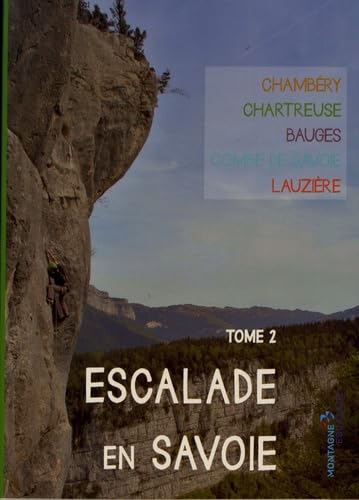 CHAMBÉRY
CHARTREUSE
BAUGES
COMBE DE SAVOIE
LAUZIÈRE
TOME 2
ESCALADE
EN SAVOIE
MONTAGNE